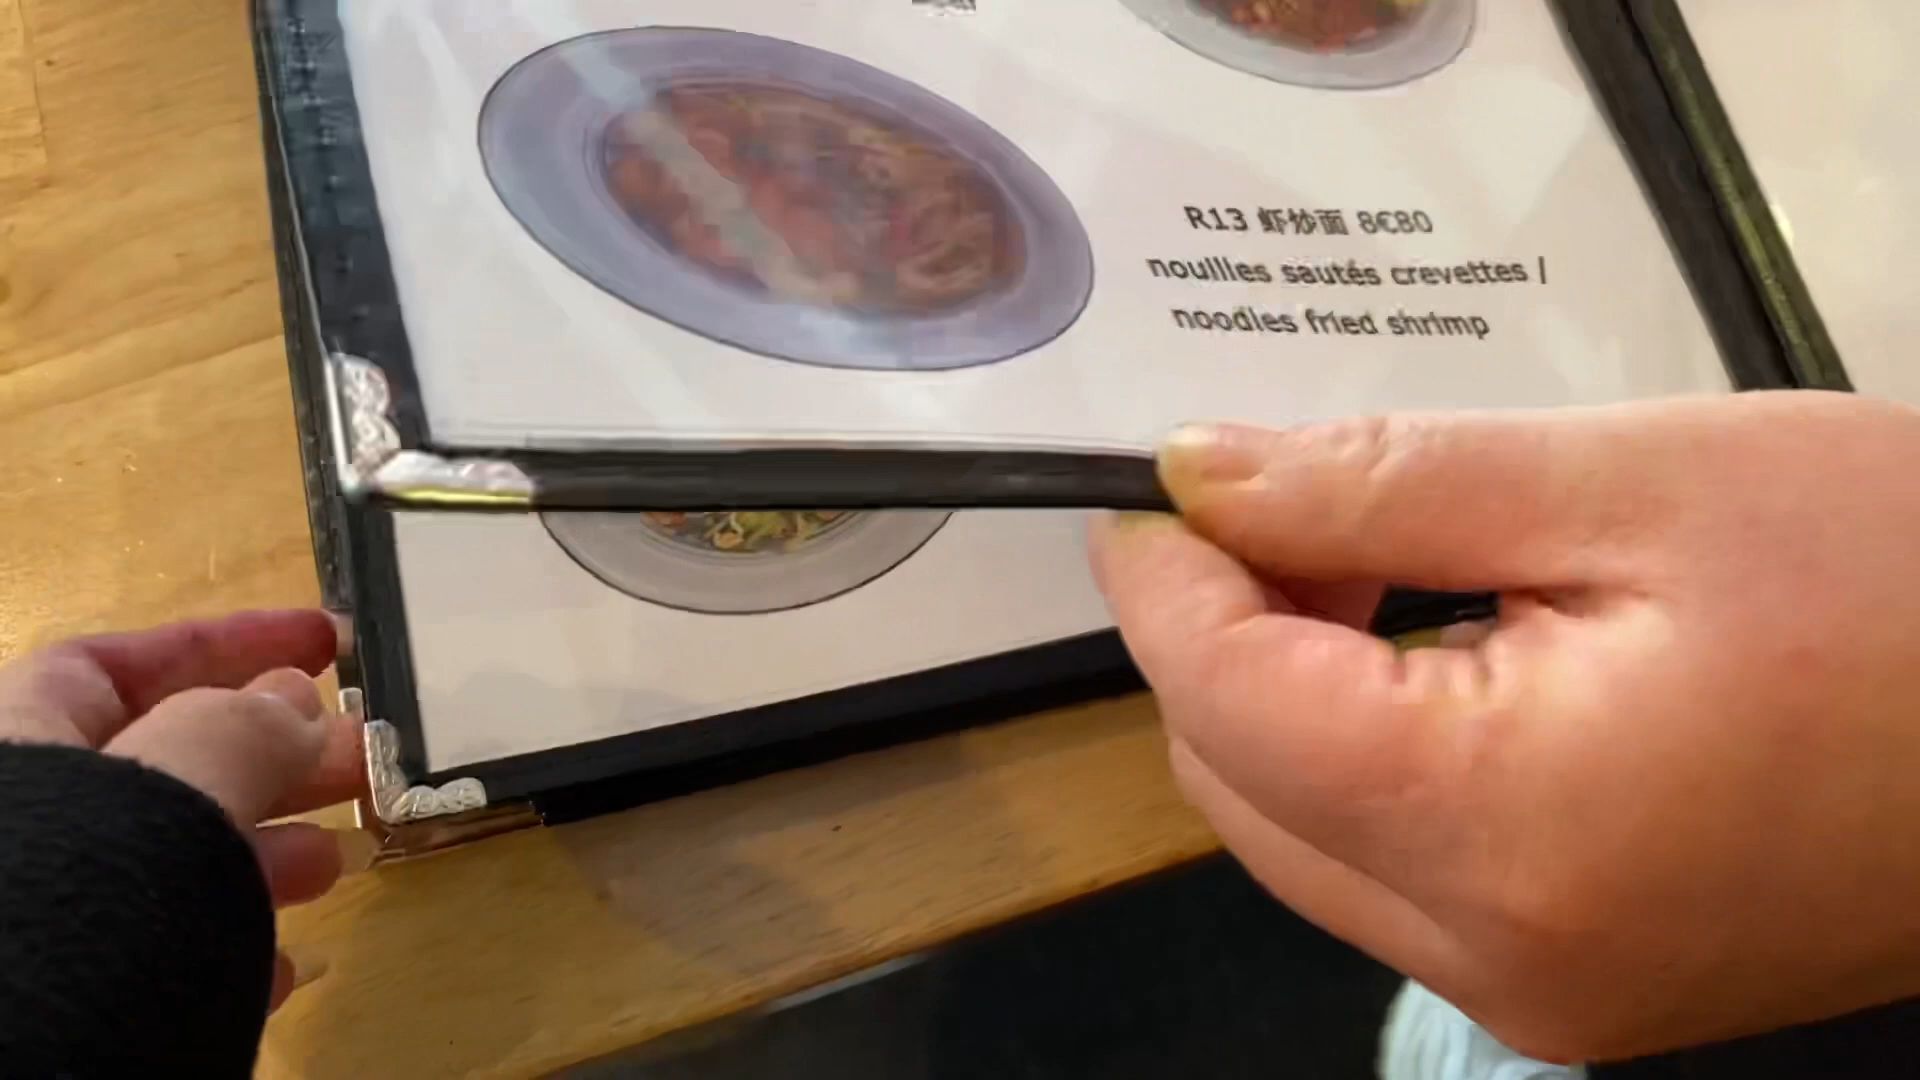 R13 虾炒面 8€80
nouilles sautés crevettes /
noodles fried shrimp